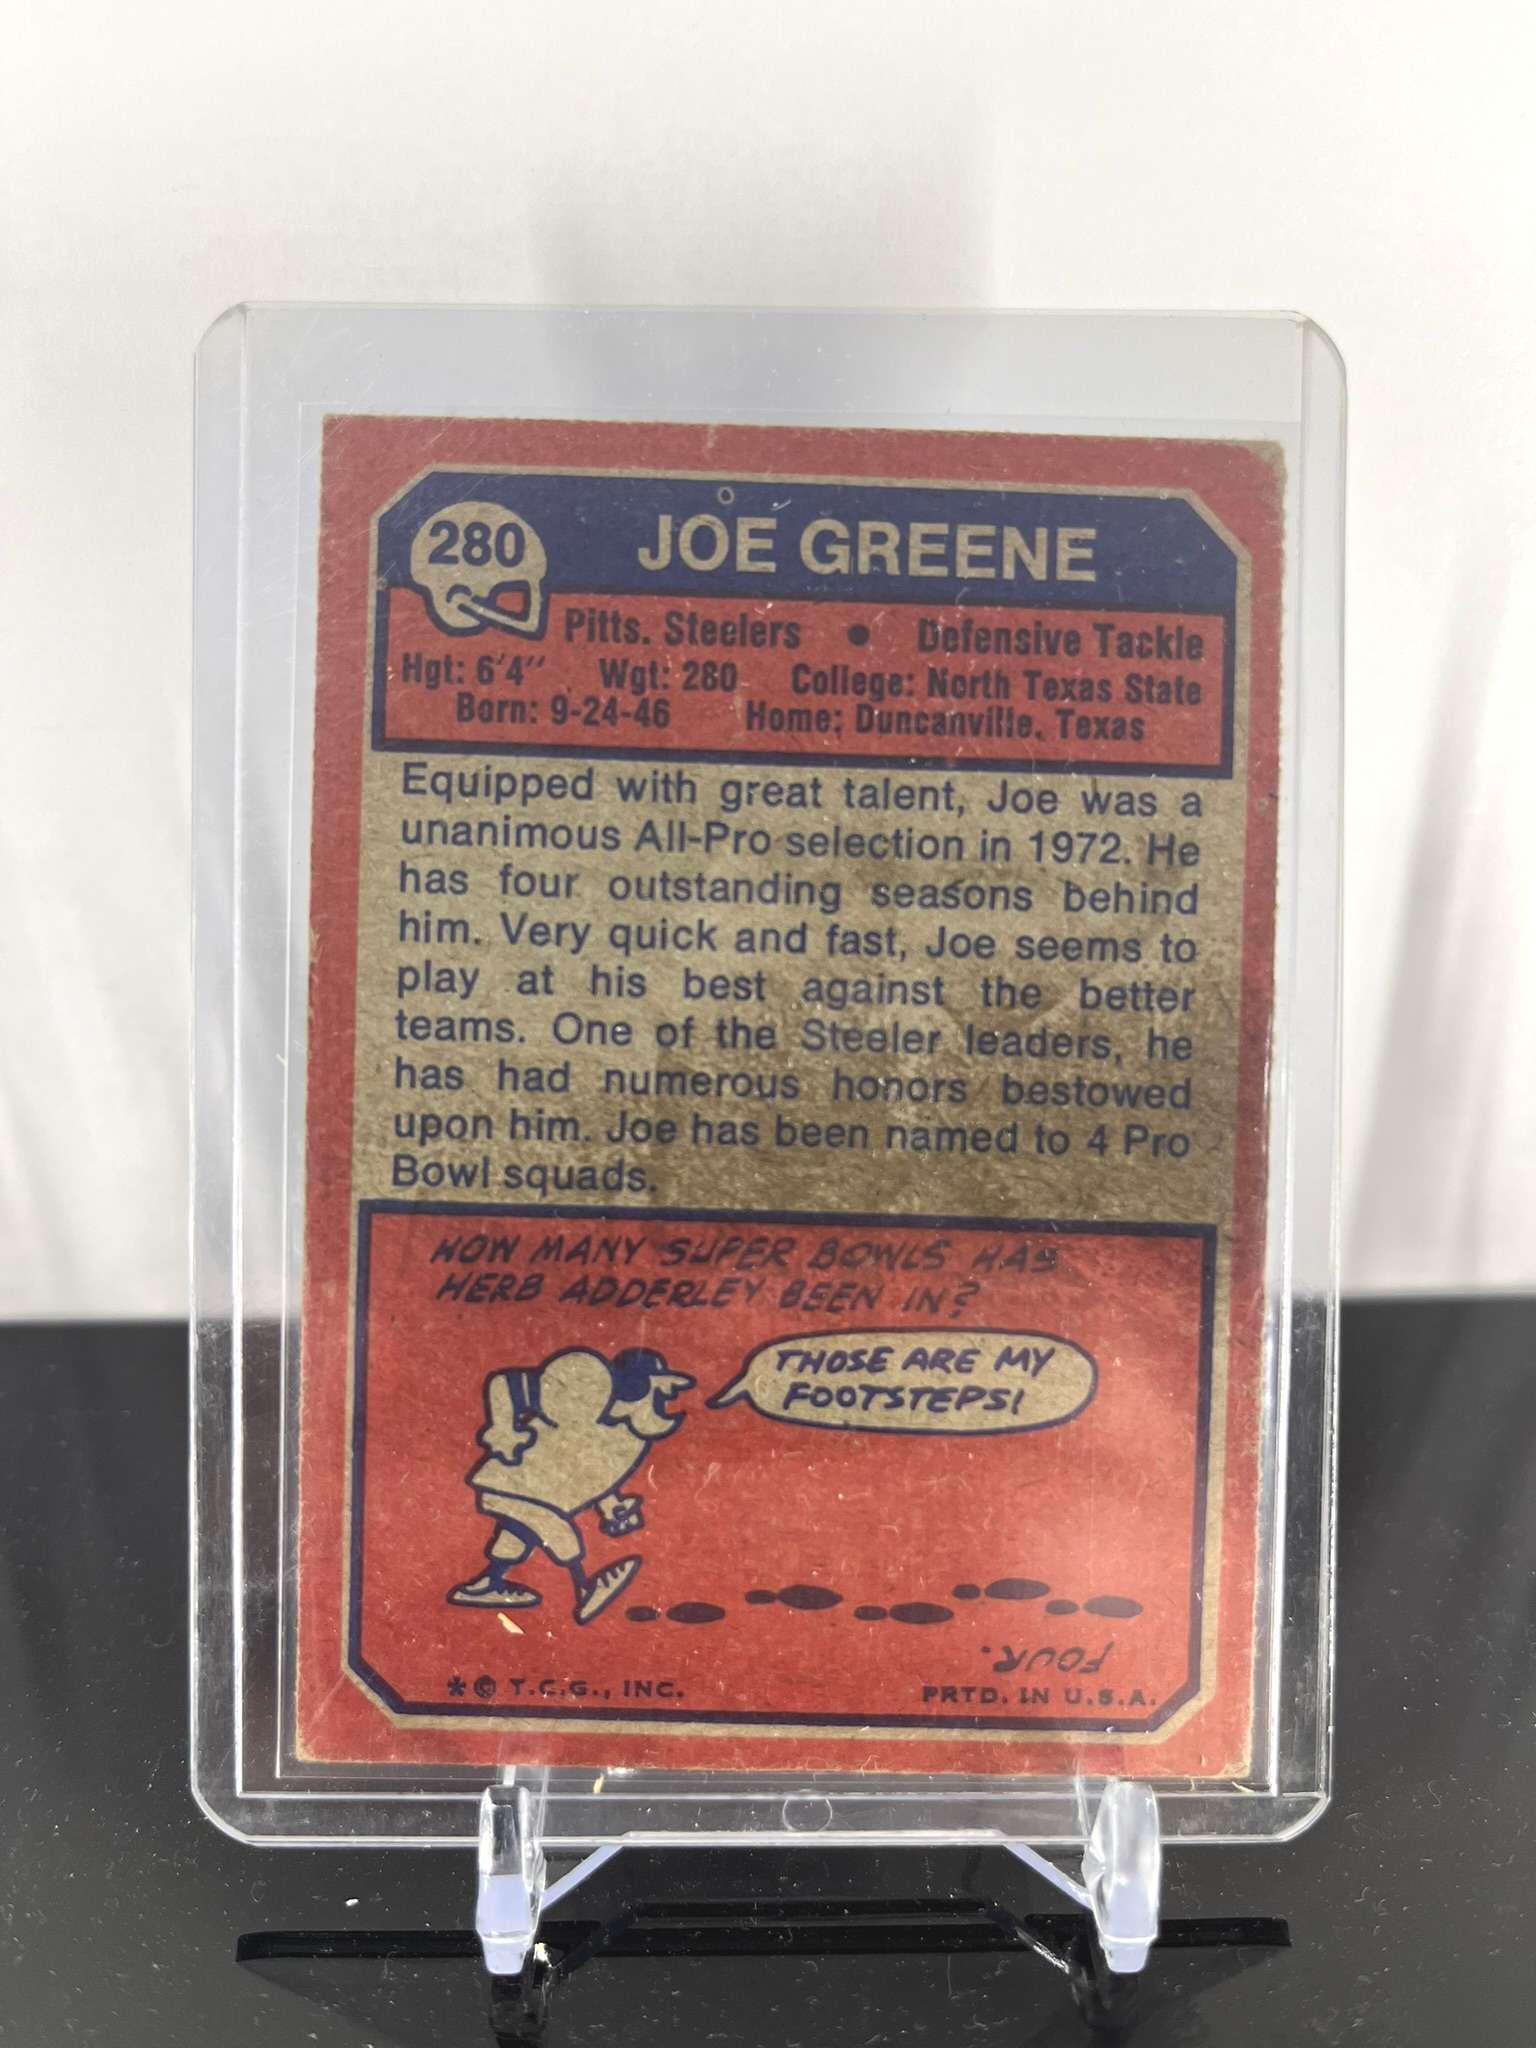 280
JOE GREENE
Pitts. Steelers • Defensive Tackle
Hgt: 6'4" Wgt: 280 College: North Texas State
Born: 9-24-46 Home: Duncanville, Texas
Equipped with great talent, Joe was a
unanimous All-Pro selection in 1972. He
has four outstanding seasons behind
him. Very quick and fast, Joe seems to
play at his best against the better
teams. One of the Steeler leaders, he
has had numerous honors bestowed
upon him. Joe has been named to 4 Pro
Bowl squads.
HOW MANY SUPER BOWLS HAS
HERB ADDERLEY BEEN IN?
THOSE ARE MY
FOOTSTEPS!
FOUR.
* © T.C.G., INC. PRTD. IN U.S.A.